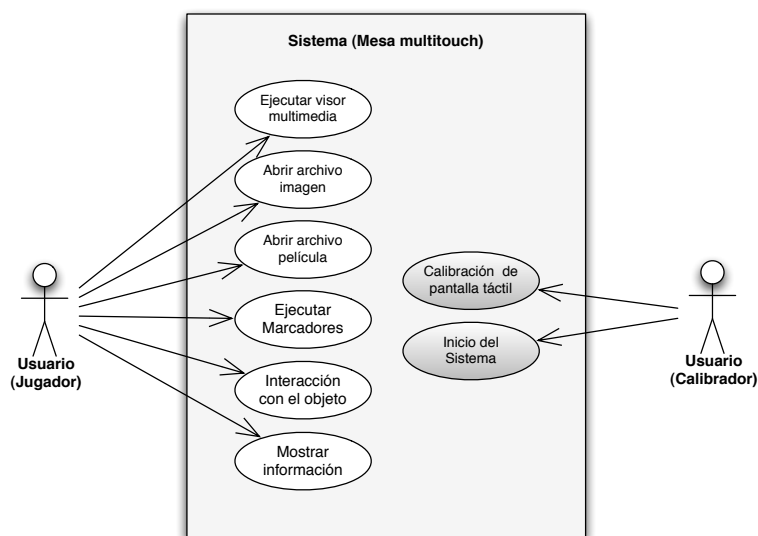 Sistema (Mesa multitouch)
Ejecutar visor
multimedia
Abrir archivo
imagen
Abrir archivo
película
Ejecutar
Marcadores
Interacción
con el objeto
Mostrar
información
Calibración de
pantalla táctil
Inicio del
Sistema
Usuario
(Jugador)
Usuario
(Calibrador)